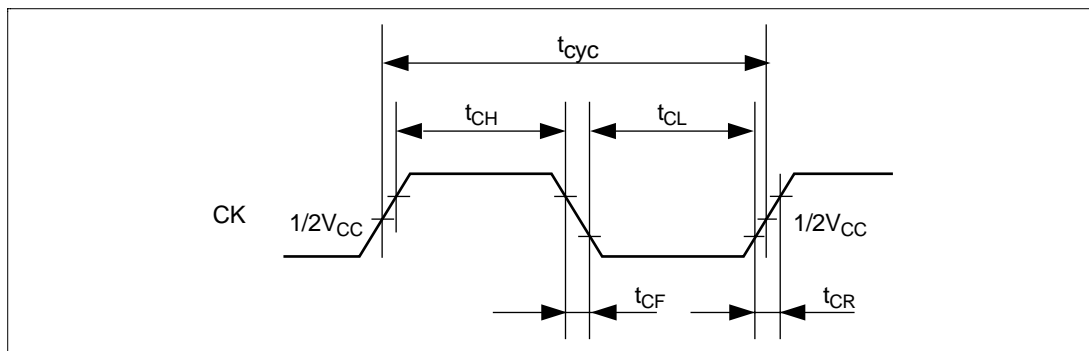 tcyc
tCH
tCL
CK
1/2VCC
1/2VCC
tCF
tCR